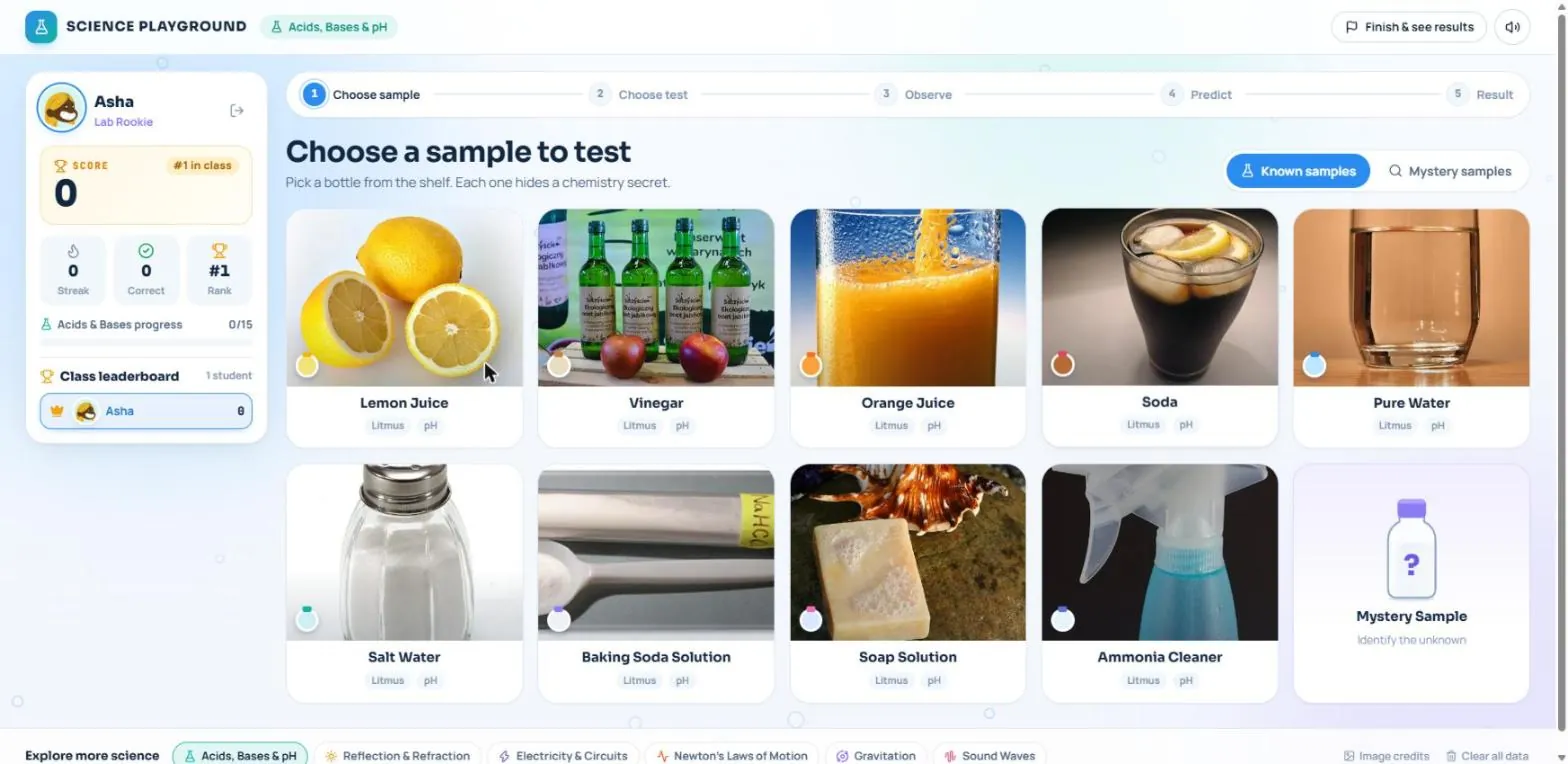 SCIENCE PLAYGROUND
Acids, Bases & pH
Finish & see results
Asha
Lab Rookie
SCORE
#1 in class
0
0
Streak
0
Correct
#1
Rank
Acids & Bases progress 0/15
Class leaderboard 1 student
Asha 0
1 Choose sample
2 Choose test
3 Observe
4 Predict
5 Result
Choose a sample to test
Pick a bottle from the shelf. Each one hides a chemistry secret.
Known samples
Mystery samples
Lemon Juice
Litmus pH
Vinegar
Litmus pH
Orange Juice
Litmus pH
Soda
Litmus pH
Pure Water
Litmus pH
Salt Water
Litmus pH
NaHC
Baking Soda Solution
Litmus pH
Soap Solution
Litmus pH
Ammonia Cleaner
Litmus pH
?
Mystery Sample
Identify the unknown
Explore more science
Acids, Bases & pH
Reflection & Refraction
Electricity & Circuits
Newton's Laws of Motion
Gravitation
Sound Waves
Image credits
Clear all data